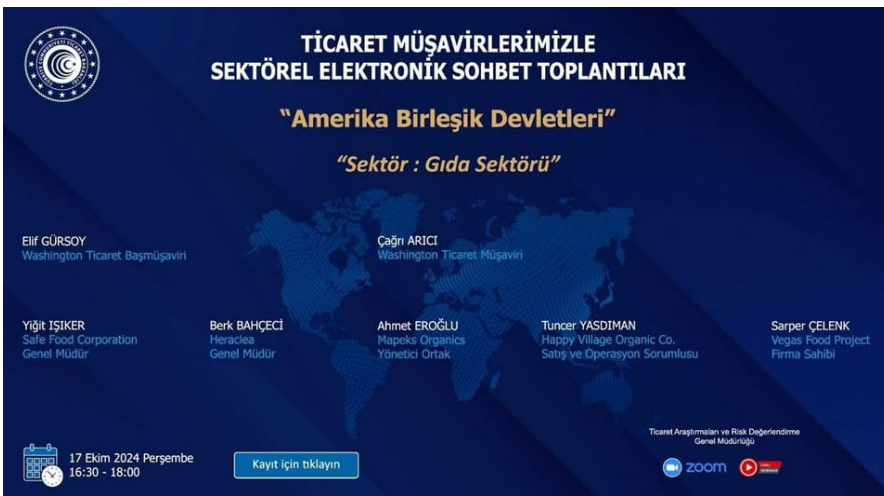 TİCARET MÜŞAVİRLERİMİZLE
SEKTÖREL ELEKTRONİK SOHBET TOPLANTILARI
“Amerika Birleşik Devletleri”
“Sektör : Gıda Sektörü”
Elif GÜRSOY
Washington Ticaret Başmüşaviri
Çağrı ARICI
Washington Ticaret Müşaviri
Yiğit IŞIKER
Safe Food Corporation
Genel Müdür
Berk BAHÇECİ
Heraclea
Genel Müdür
Ahmet EROĞLU
Mapeks Organics
Yönetici Ortak
Tuncer YASDIMAN
Happy Village Organic Co.
Satış ve Operasyon Sorumlusu
Sarper ÇELENK
Vegas Food Project
Firma Sahibi
17 Ekim 2024 Perşembe
16:30 - 18:00
Kayıt için tıklayın
Ticaret Araştırmaları ve Risk Değerlendirme
Genel Müdürlüğü
zoom